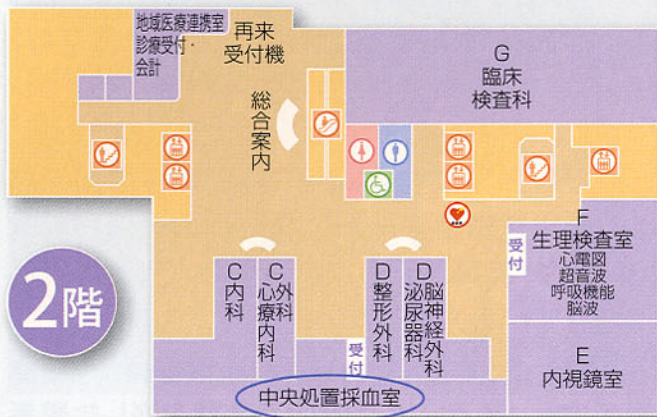 地域医療連携室
診療受付・
会計
再来
受付機
総合案内
G
臨床
検査科
F
生理検査室
心電図
超音波
呼吸機能
脳波
受付
E
内視鏡室
2階
C内科
C外科
心療内科
D整形外科
D脳神経外科
泌尿器科
受付
中央処置採血室